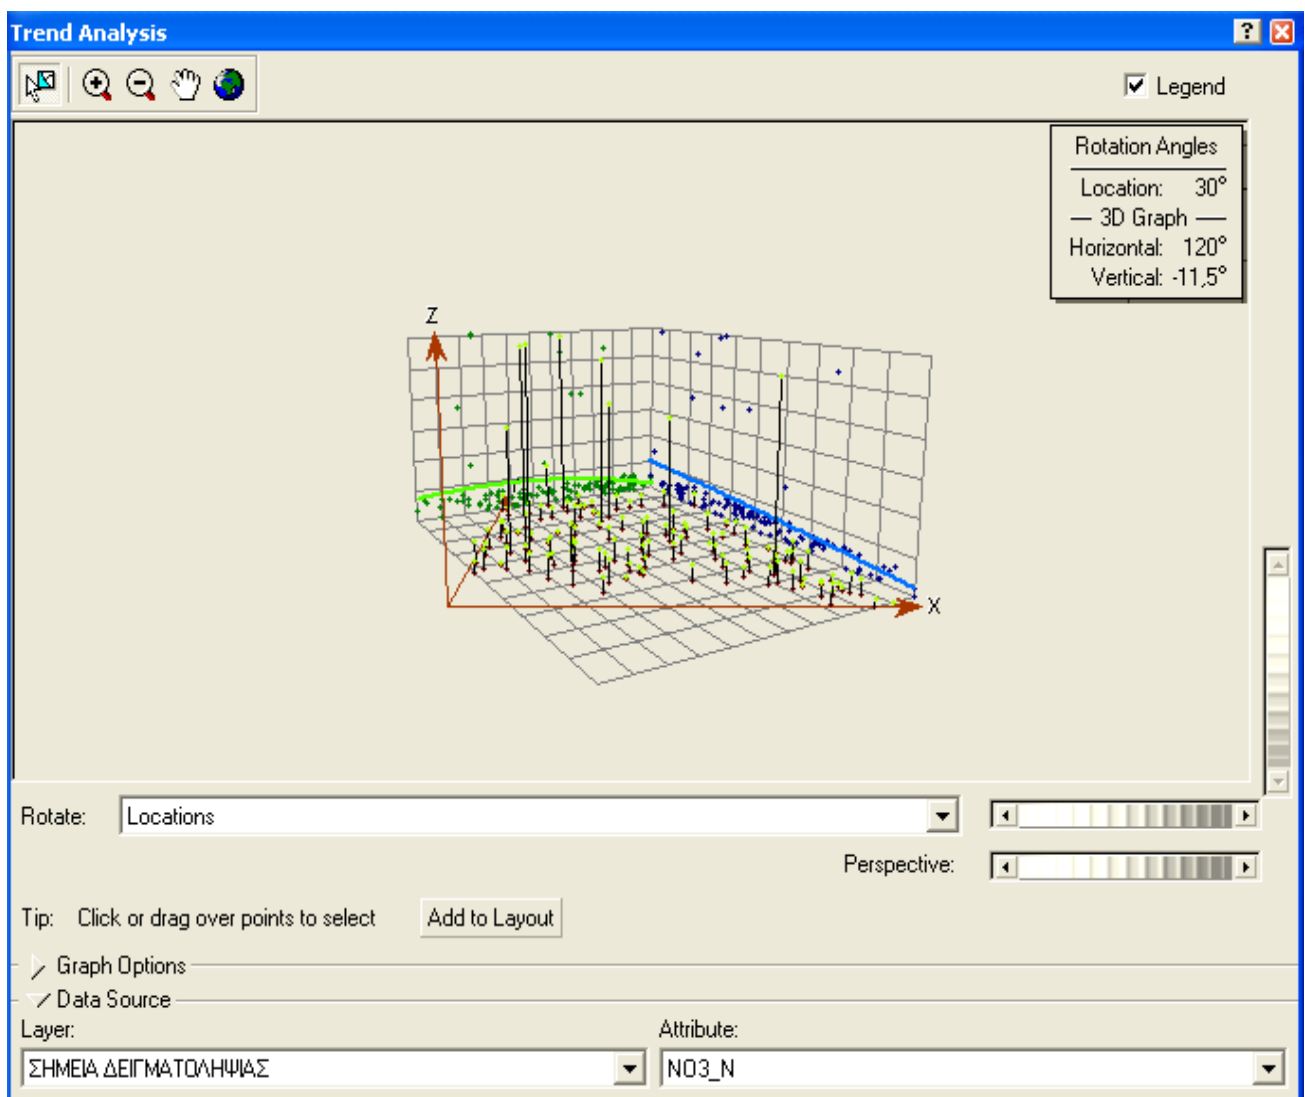 Trend Analysis
Legend
Rotation Angles
Location: 30°
3D Graph
Horizontal: 120°
Vertical: -11,5°
Z
X
Rotate: Locations
Perspective:
Tip: Click or drag over points to select Add to Layout
Graph Options
Data Source
Layer: Attribute:
ΣΗΜΕΙΑ ΔΕΙΓΜΑΤΟΛΗΨΙΑΣ NO3_N